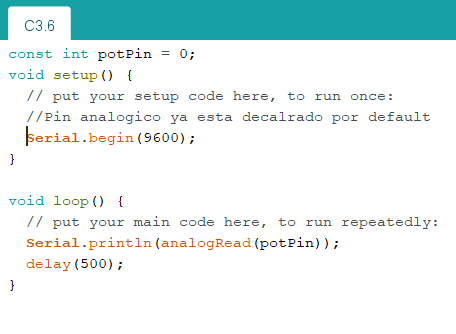 C3.6
const int potPin = 0;
void setup() {
  // put your setup code here, to run once:
  //Pin analogico ya esta decalrado por default
  Serial.begin(9600);
}

void loop() {
  // put your main code here, to run repeatedly:
  Serial.println(analogRead(potPin));
  delay(500);
}